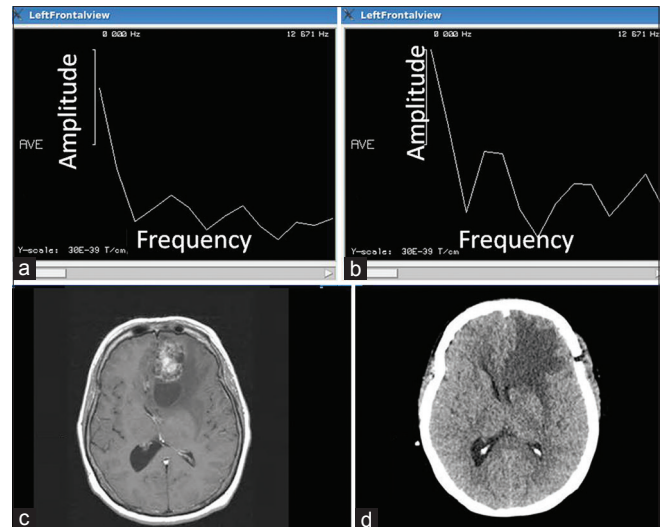 LeftFrontalview
0 000 Hz 12 671 Hz
Amplitude
AVE
Frequency
Y-scale: 30E-39 T/cm
a
LeftFrontalview
0 000 Hz 12 671 Hz
Amplitude
AVE
Frequency
Y-scale: 30E-39 T/cm
b
c
d